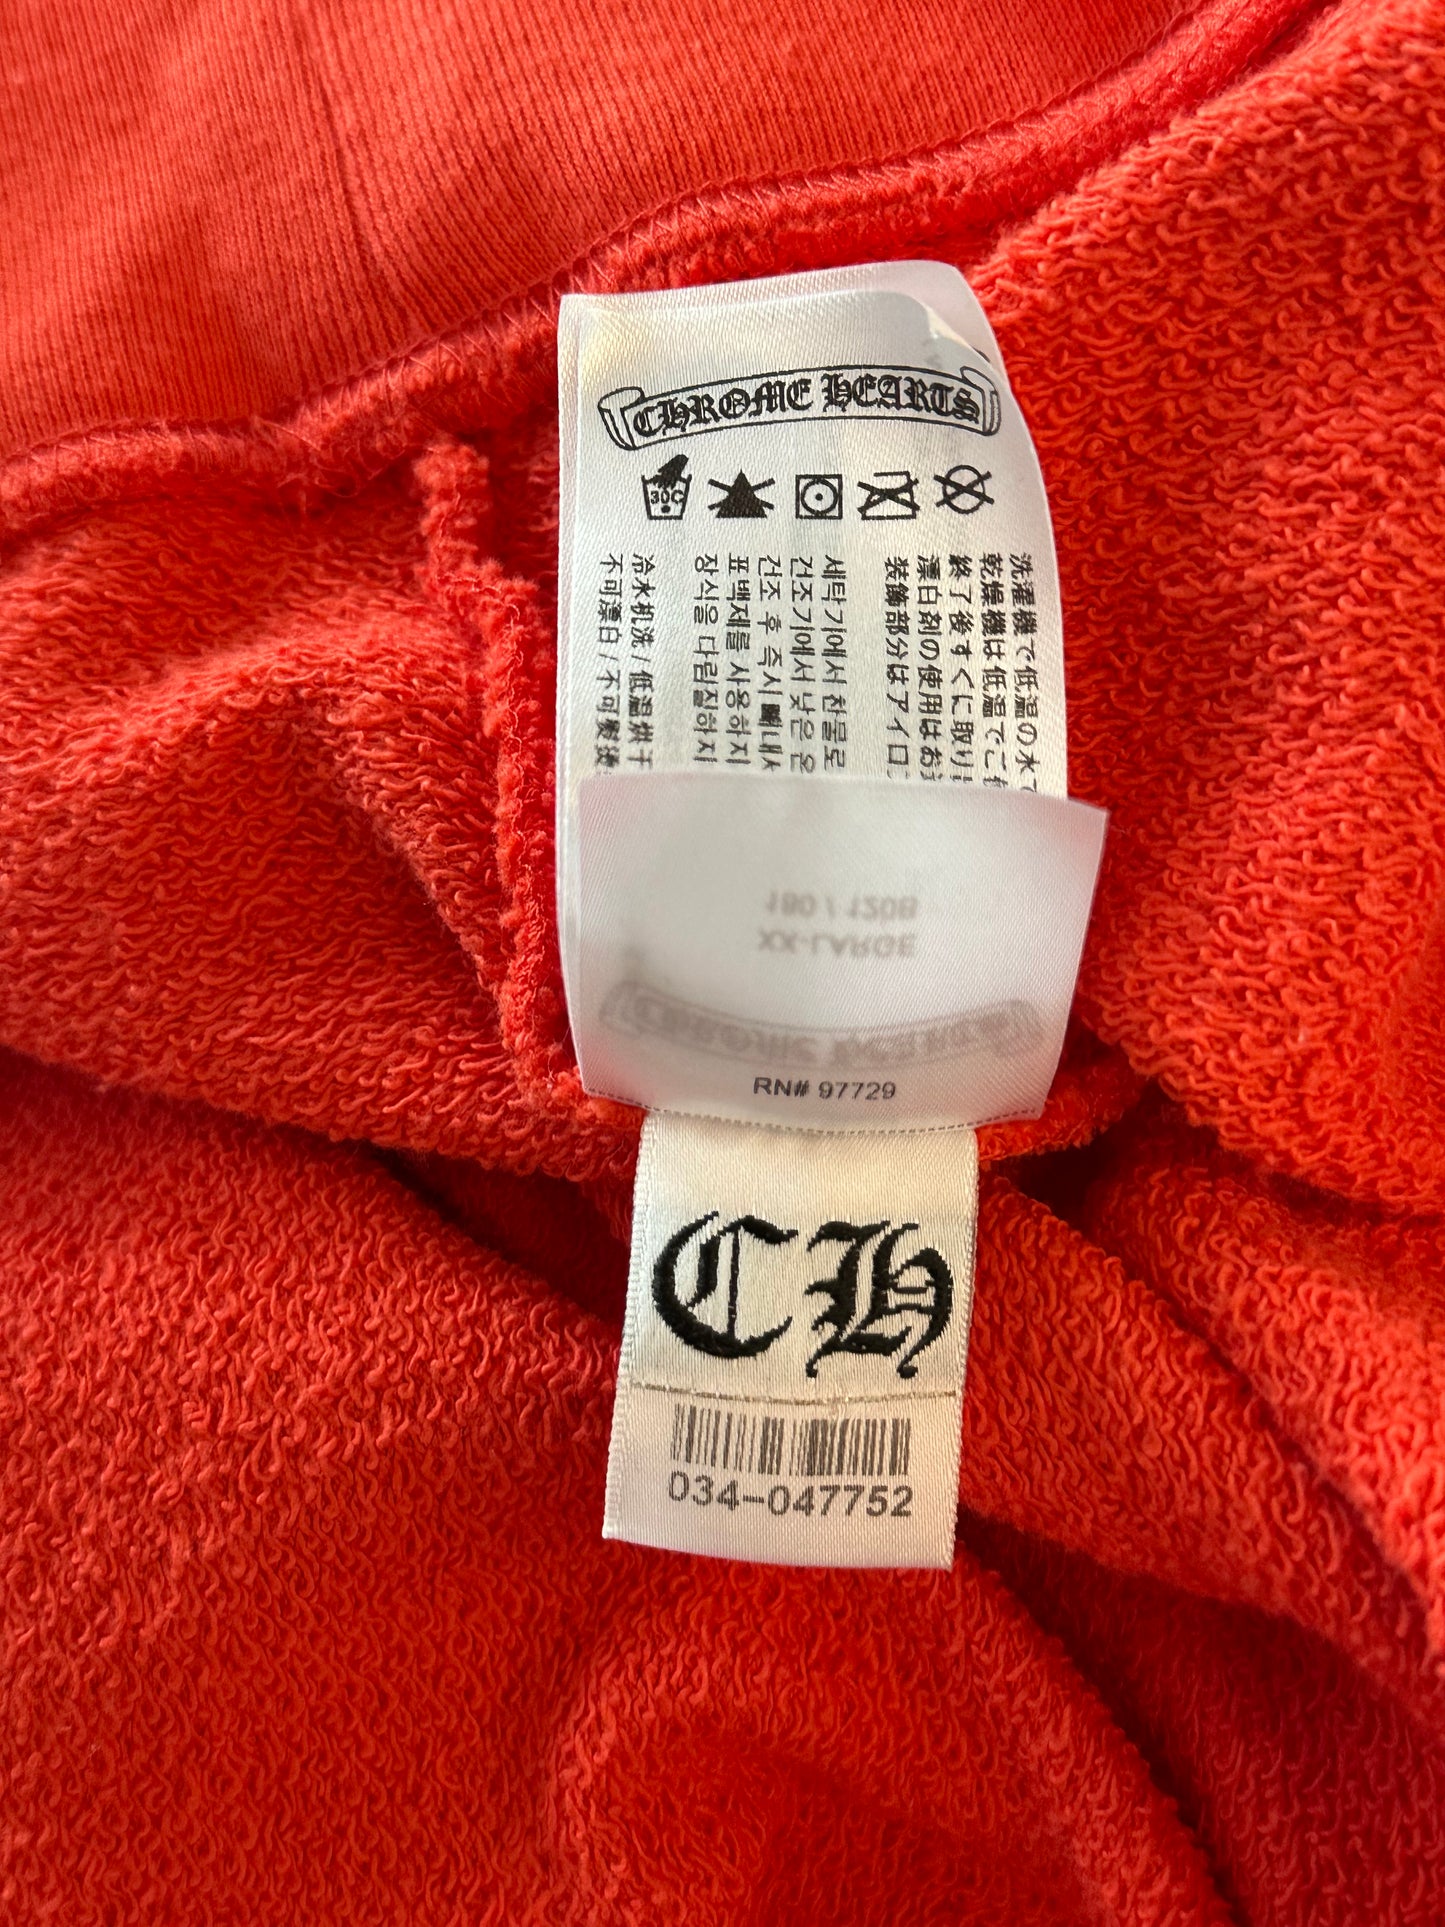 CHROME HEARTS
30C
洗濯機で低温の水で
乾燥機は低温でご
終了後すぐに取り
漂白剤の使用はお
装飾部分はアイロ
세탁기에서 찬물로
건조기에서 낮은 온
건조 후 즉시 빼내
표백제를 사용하지
장식을 다림질하지
冷水机洗/低温烘干
不可漂白/不可熨烫
180 / 120B
XX-LARGE
CHROME HEARTS
RN# 97729
CH
034-047752